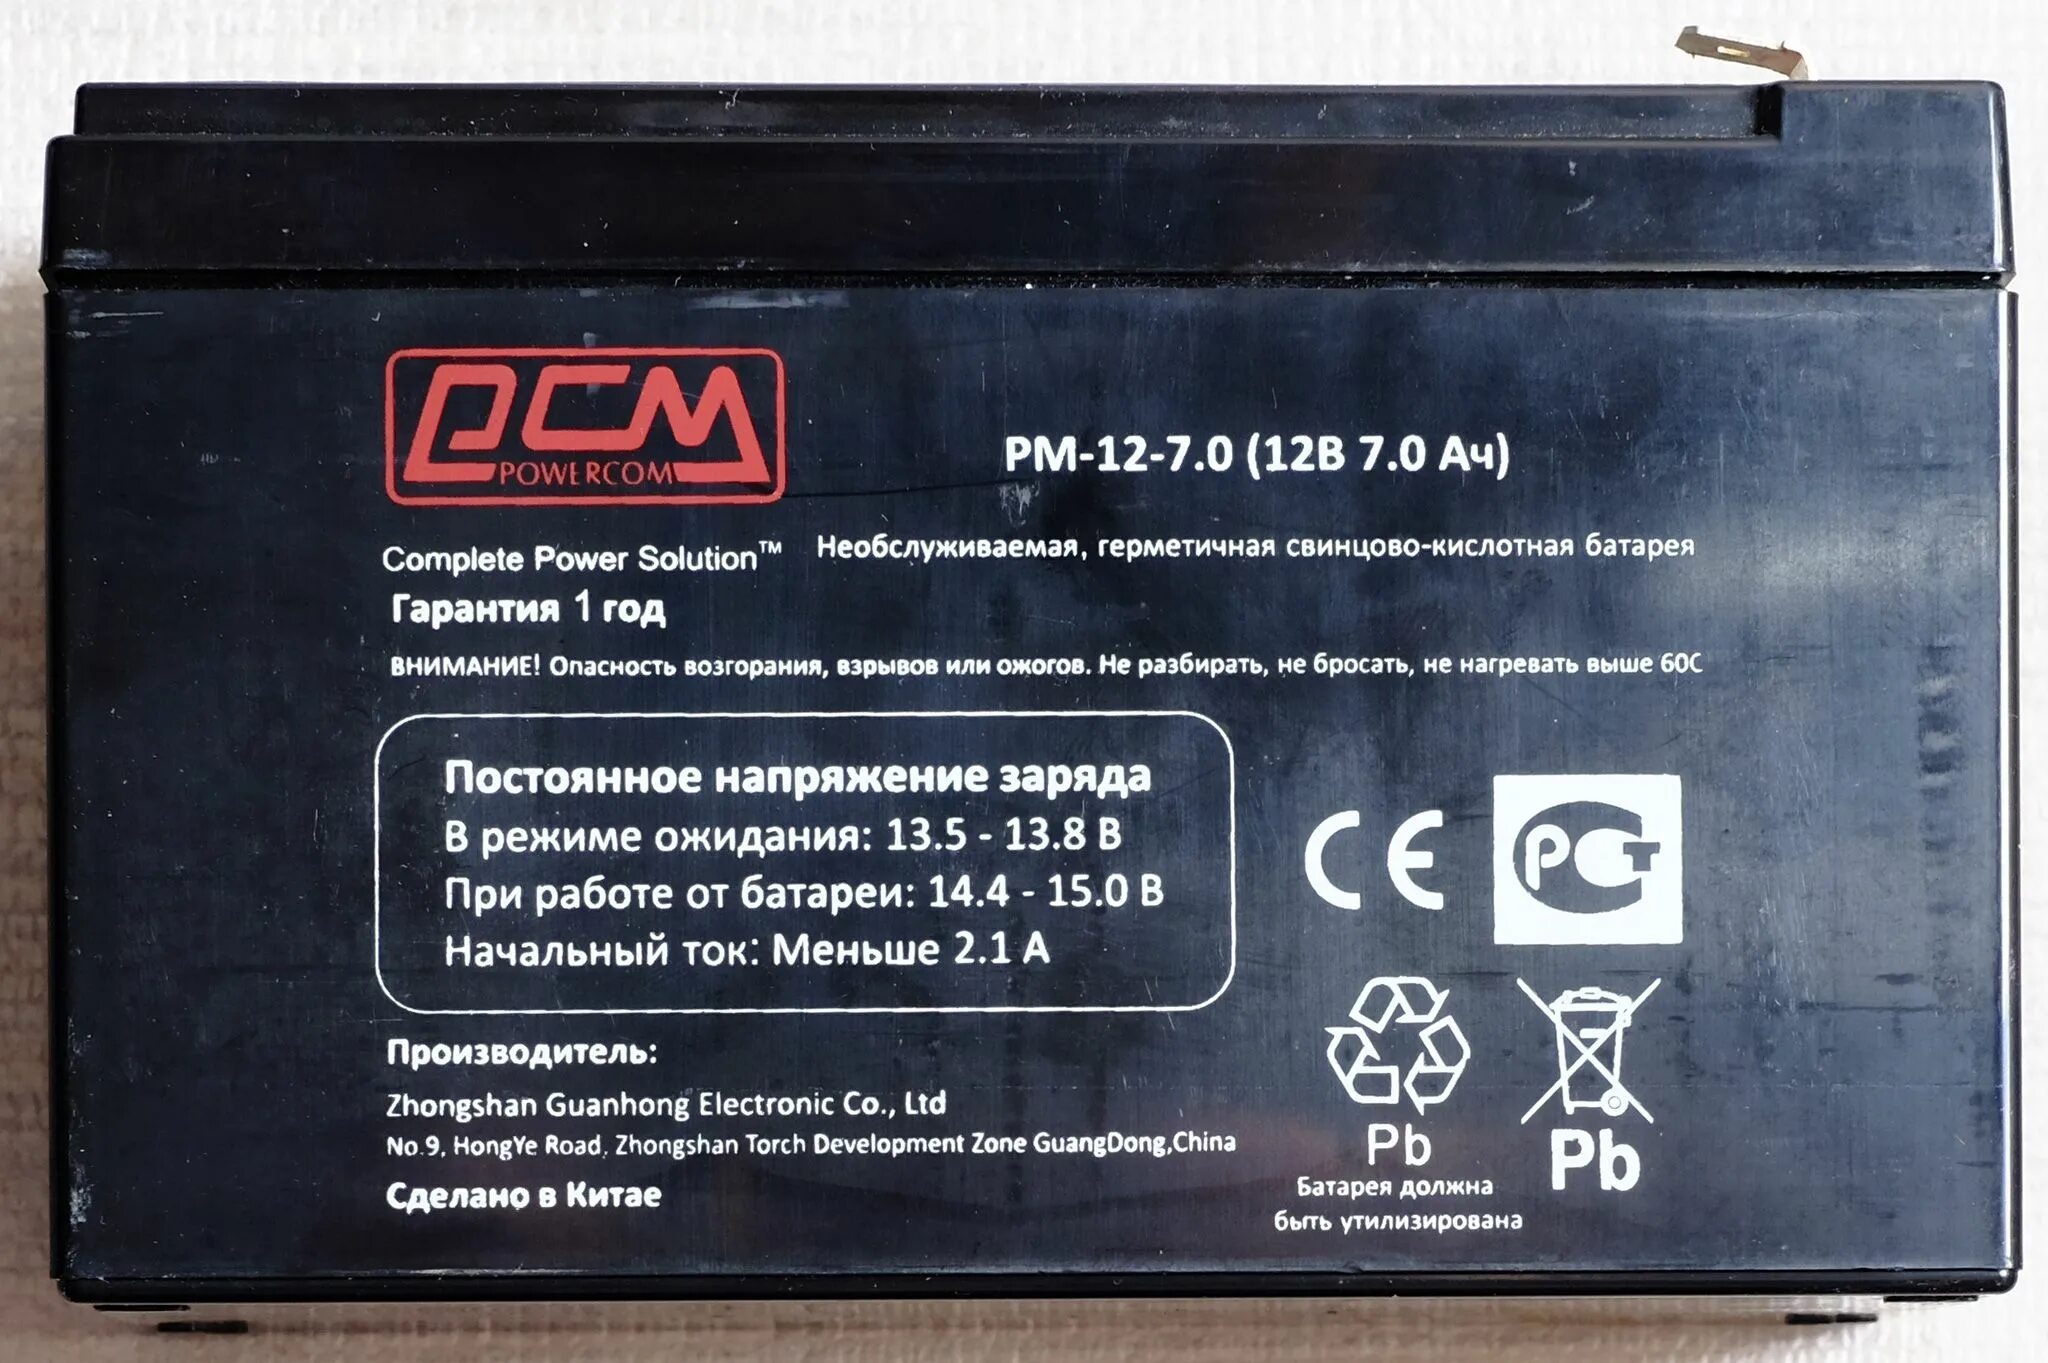 PCM
POWERCOM
PM-12-7.0 (12В 7.0 Ач)
Complete Power Solution™
Необслуживаемая, герметичная свинцово-кислотная батарея
Гарантия 1 год
ВНИМАНИЕ! Опасность возгорания, взрывов или ожогов. Не разбирать, не бросать, не нагревать выше 60С
Постоянное напряжение заряда
В режиме ожидания: 13.5 - 13.8 В
При работе от батареи: 14.4 - 15.0 В
Начальный ток: Меньше 2.1 А
CE
РСТ
Производитель:
Zhongshan Guanhong Electronic Co., Ltd
No.9, HongYe Road, Zhongshan Torch Development Zone GuangDong,China
Сделано в Китае
Pb
Батарея должна
быть утилизирована
Pb